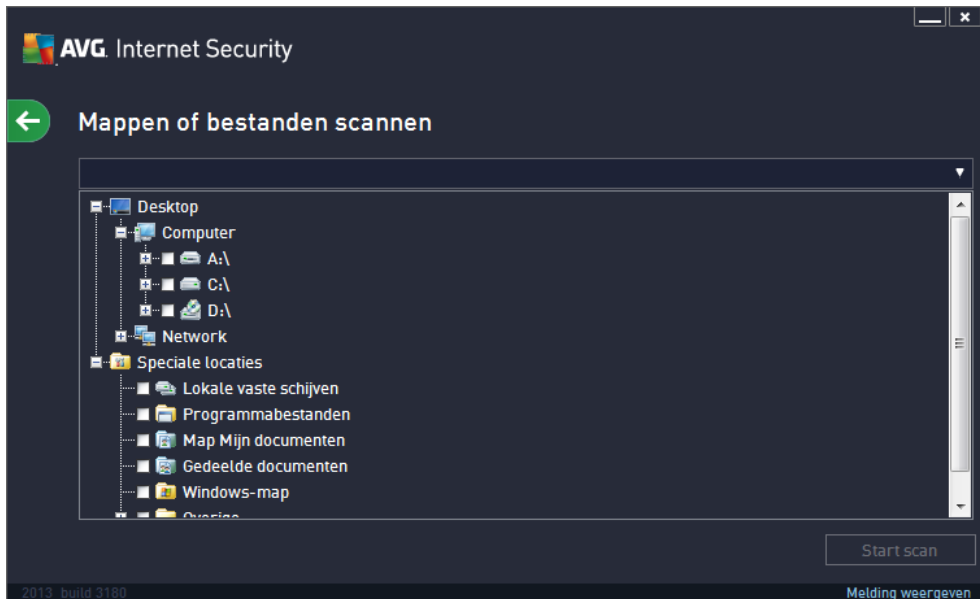 AVG. Internet Security
Mappen of bestanden scannen
Desktop
Computer
A:\
C:\
D:\
Network
Speciale locaties
Lokale vaste schijven
Programmabestanden
Map Mijn documenten
Gedeelde documenten
Windows-map
Overige
Start scan
2013 build 3180
Melding weergeven